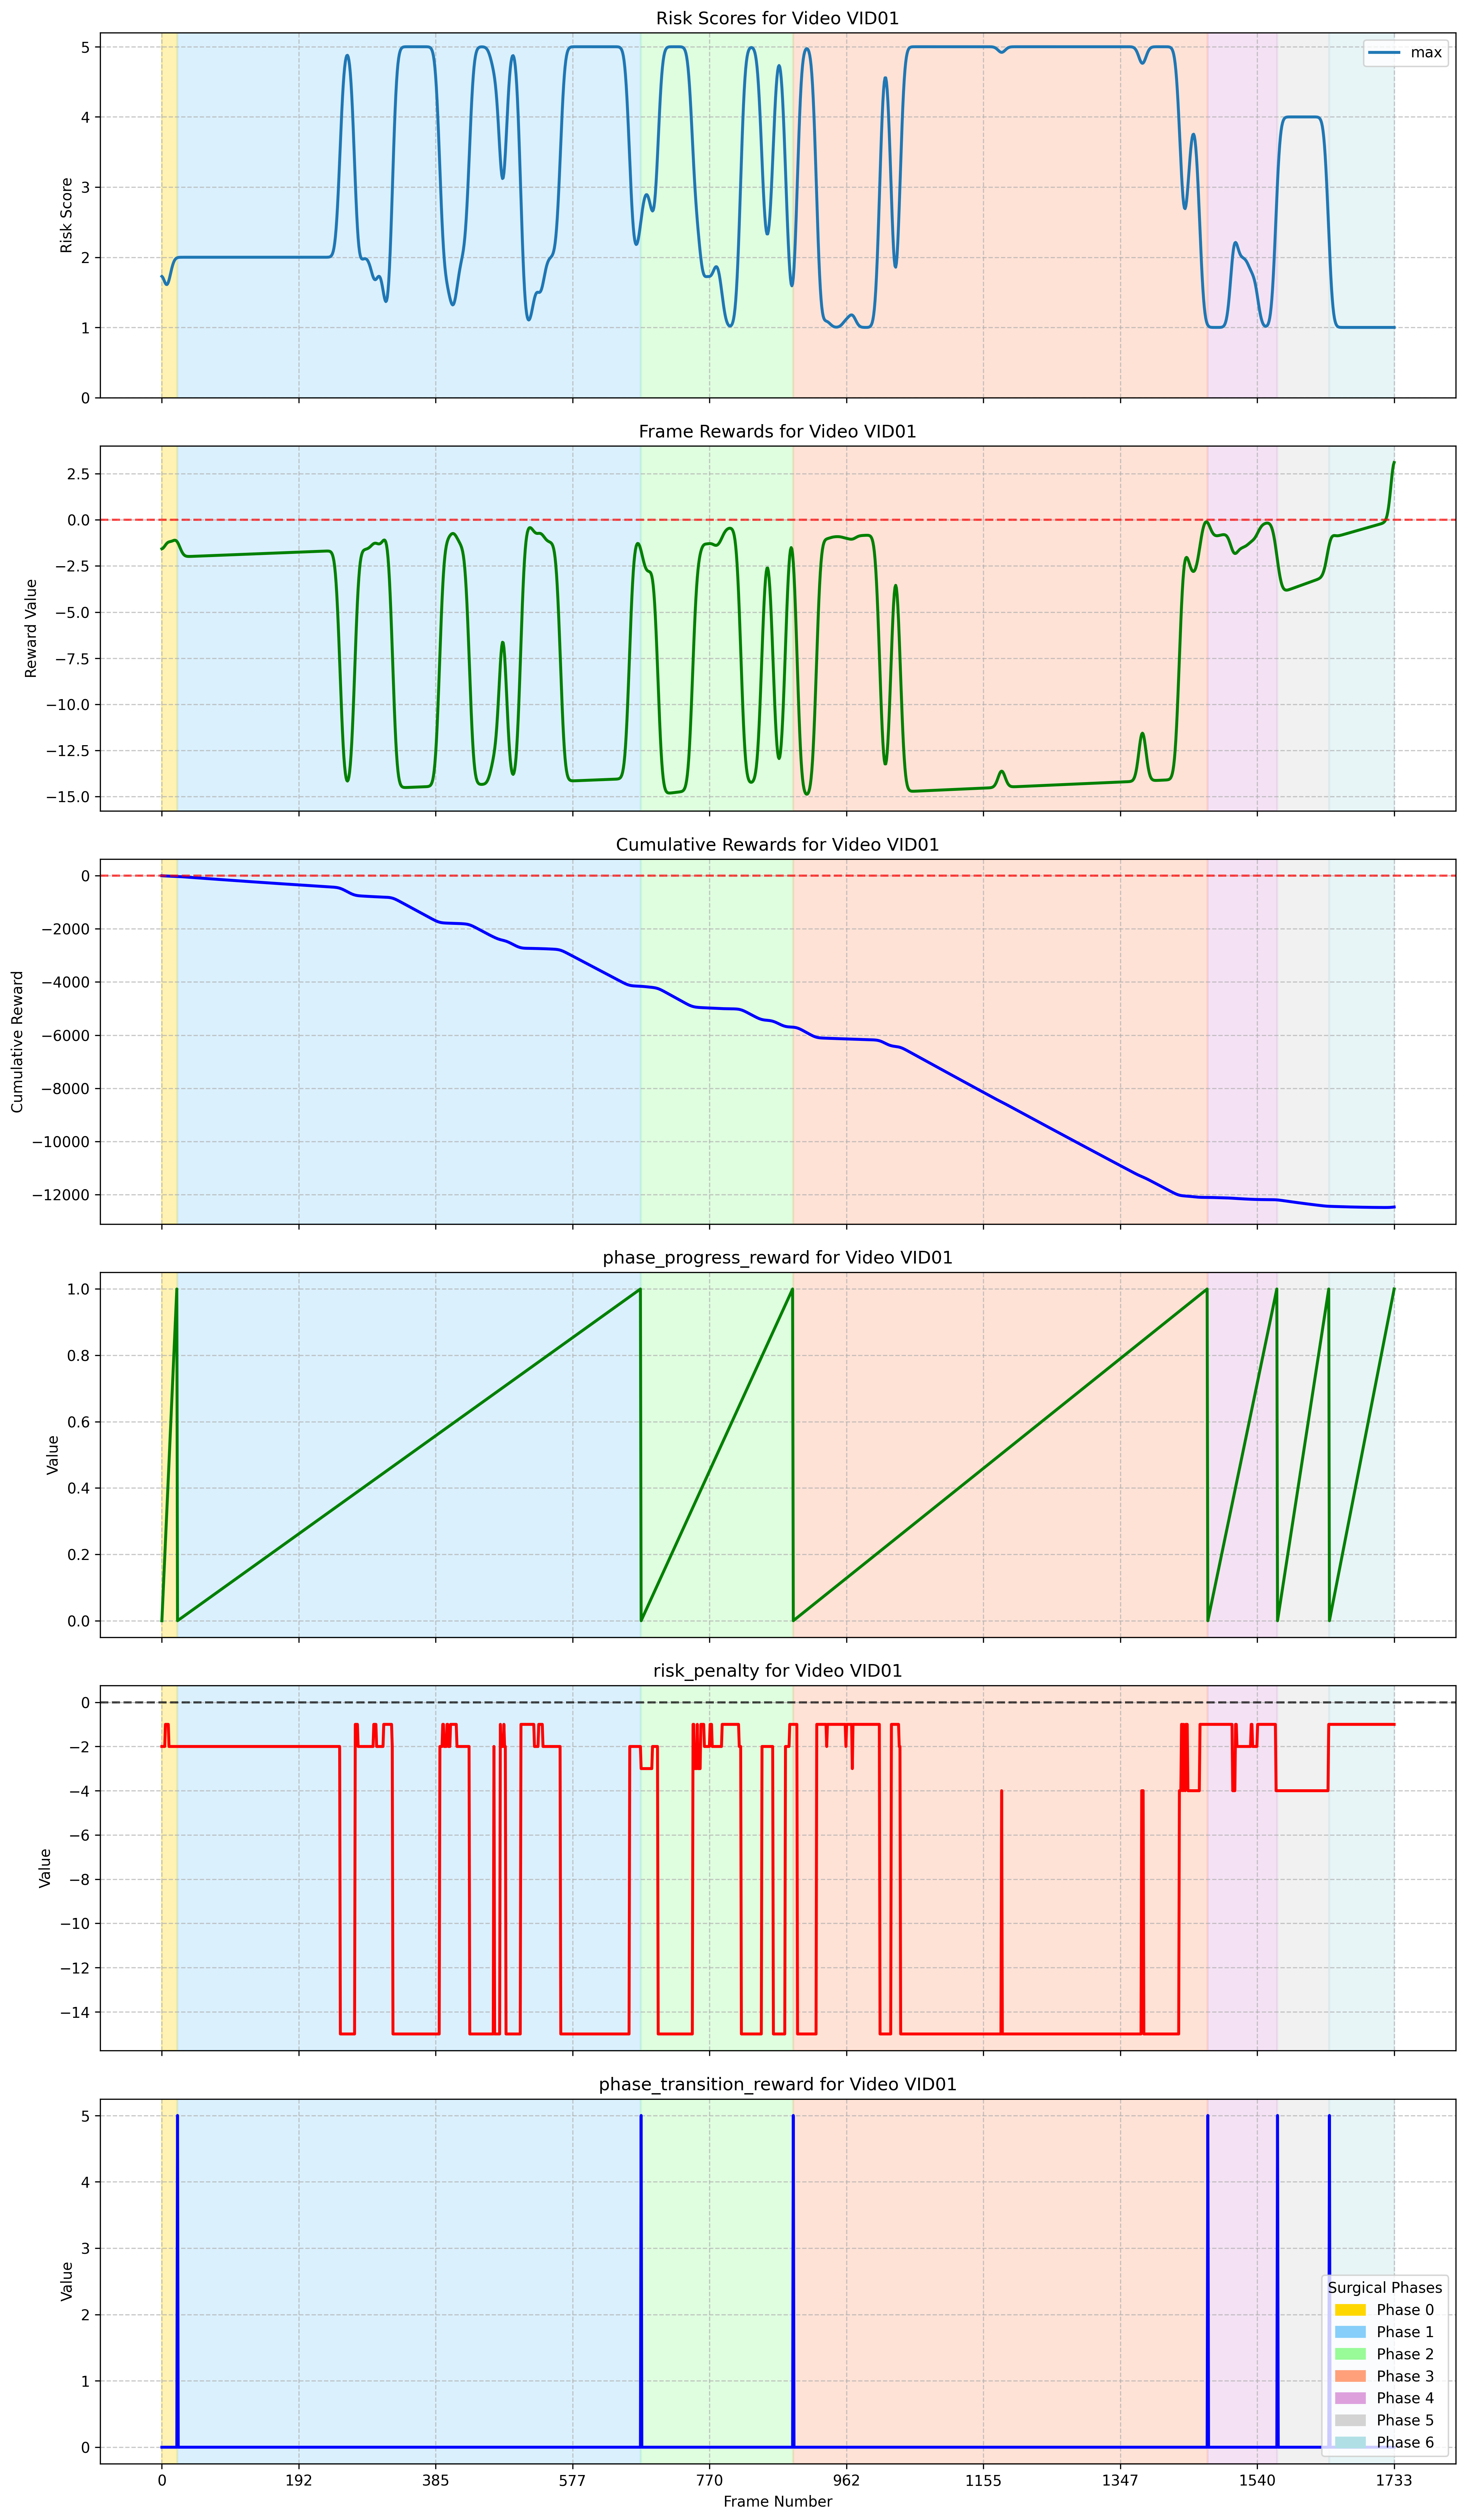 Risk Scores for Video VID01
5
4
3
2
1
0
Risk Score
max
Frame Rewards for Video VID01
2.5
0.0
−2.5
−5.0
−7.5
−10.0
−12.5
−15.0
Reward Value
Cumulative Rewards for Video VID01
0
−2000
−4000
−6000
−8000
−10000
−12000
Cumulative Reward
phase_progress_reward for Video VID01
1.0
0.8
0.6
0.4
0.2
0.0
Value
risk_penalty for Video VID01
0
−2
−4
−6
−8
−10
−12
−14
Value
phase_transition_reward for Video VID01
5
4
3
2
1
0
Value
Surgical Phases
Phase 0
Phase 1
Phase 2
Phase 3
Phase 4
Phase 5
Phase 6
0 192 385 577 770 962 1155 1347 1540 1733
Frame Number